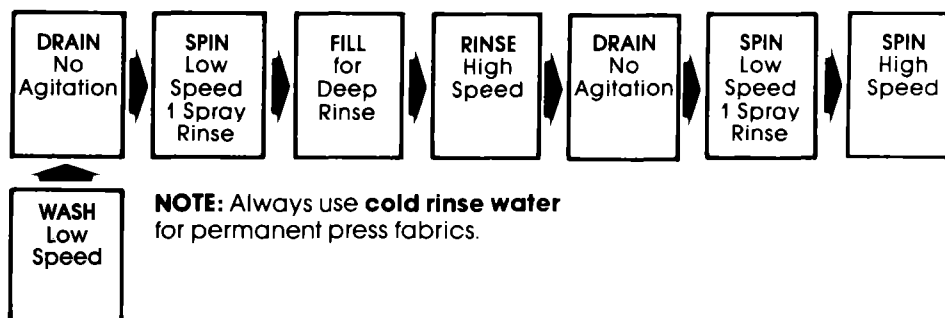 DRAIN
No
Agitation
SPIN
Low
Speed
1 Spray
Rinse
FILL
for
Deep
Rinse
RINSE
High
Speed
DRAIN
No
Agitation
SPIN
Low
Speed
1 Spray
Rinse
SPIN
High
Speed
WASH
Low
Speed
NOTE: Always use cold rinse water
for permanent press fabrics.